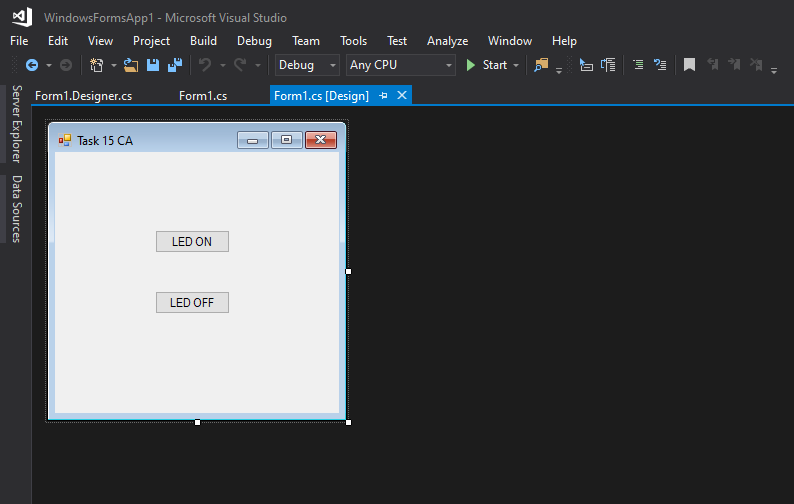 WindowsFormsApp1 - Microsoft Visual Studio
File Edit View Project Build Debug Team Tools Test Analyze Window Help
Debug Any CPU Start
Form1.Designer.cs Form1.cs Form1.cs [Design]
Server Explorer
Data Sources
Task 15 CA
LED ON
LED OFF